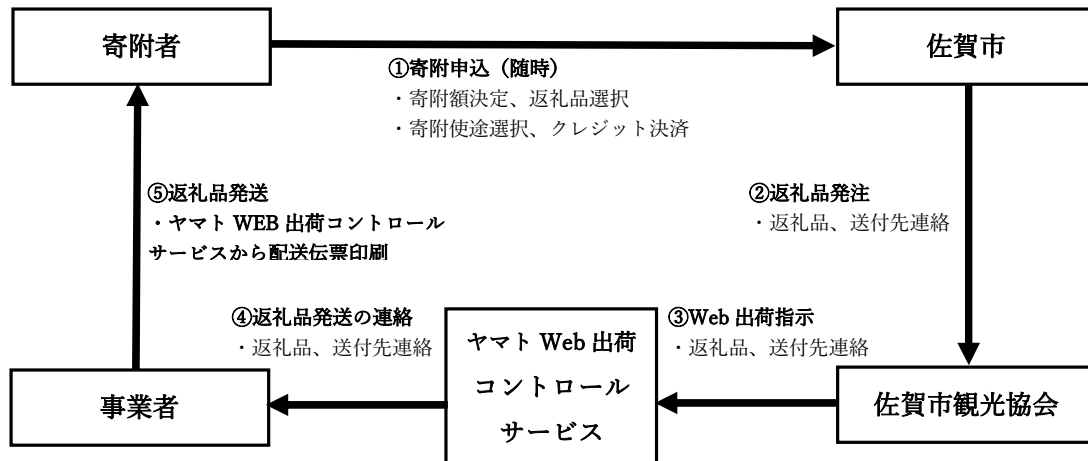 寄附者
佐賀市
①寄附申込（随時）
・寄附額決定、返礼品選択
・寄附使途選択、クレジット決済
⑤返礼品発送
・ヤマト WEB 出荷コントロール
サービスから配送伝票印刷
②返礼品発注
・返礼品、送付先連絡
④返礼品発送の連絡
・返礼品、送付先連絡
ヤマト Web 出荷
コントロール
サービス
③Web 出荷指示
・返礼品、送付先連絡
事業者
佐賀市観光協会